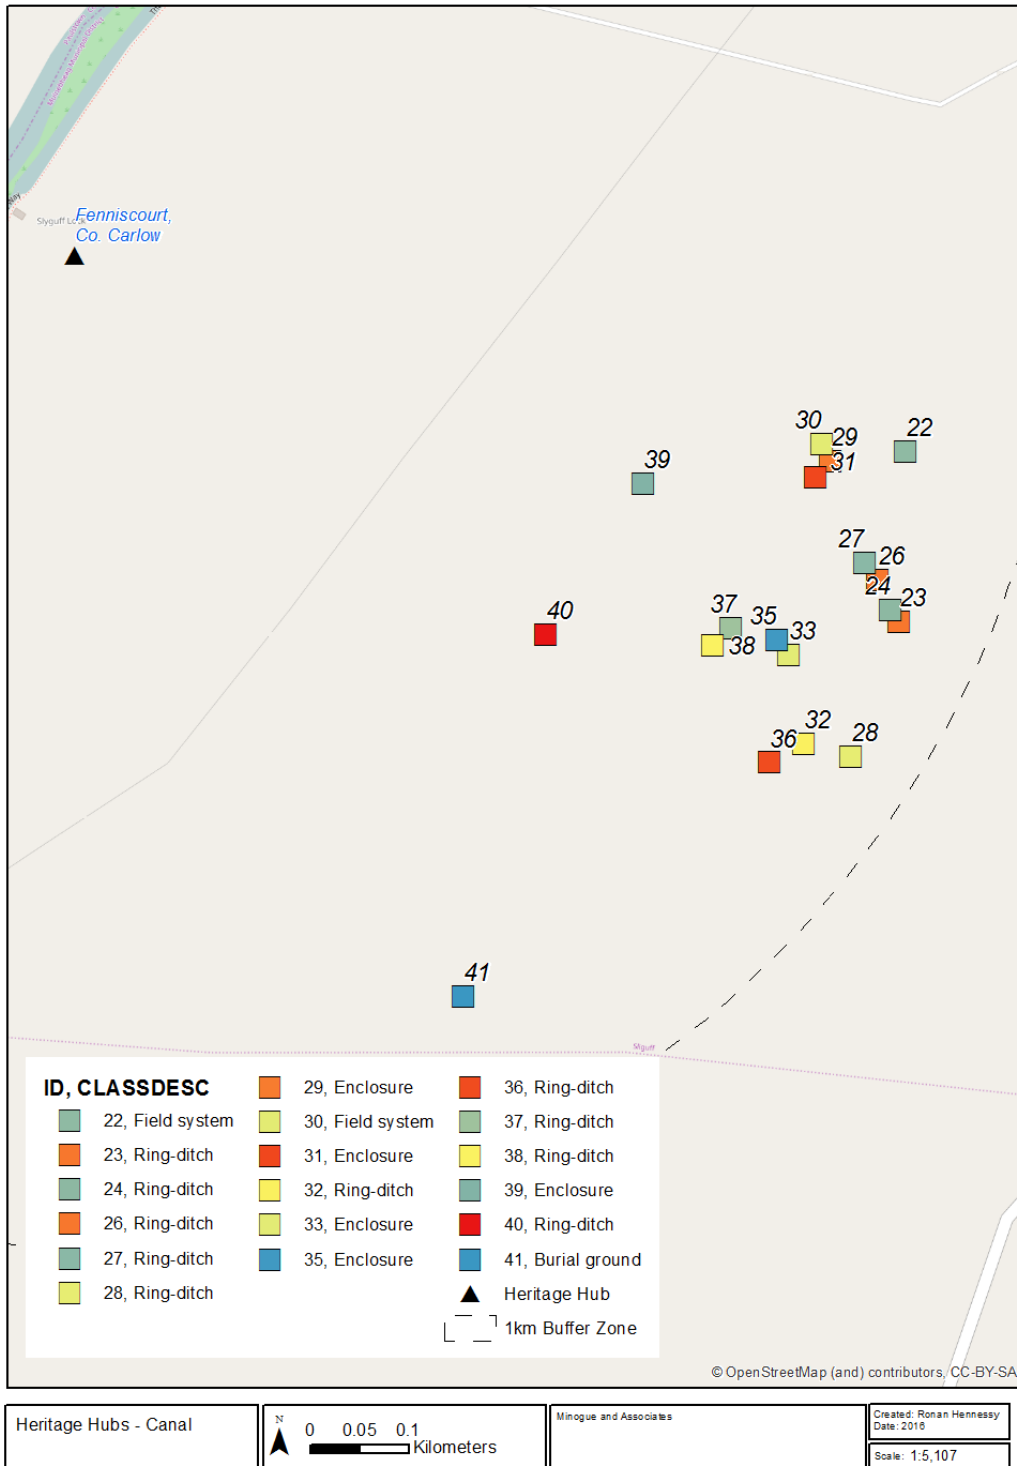 Slyguff Lock
Fenniscourt,
Co. Carlow
30
29
22
31
39
27
26
24
23
37
35
33
40
38
32
28
36
41
Slguff
ID, CLASSDESC
22, Field system
23, Ring-ditch
24, Ring-ditch
26, Ring-ditch
27, Ring-ditch
28, Ring-ditch
29, Enclosure
30, Field system
31, Enclosure
32, Ring-ditch
33, Enclosure
35, Enclosure
36, Ring-ditch
37, Ring-ditch
38, Ring-ditch
39, Enclosure
40, Ring-ditch
41, Burial ground
Heritage Hub
1km Buffer Zone
© OpenStreetMap (and) contributors, CC-BY-SA
Heritage Hubs - Canal
N
0 0.05 0.1
Kilometers
Minogue and Associates
Created: Ronan Hennessy
Date: 2016
Scale: 1:5,107